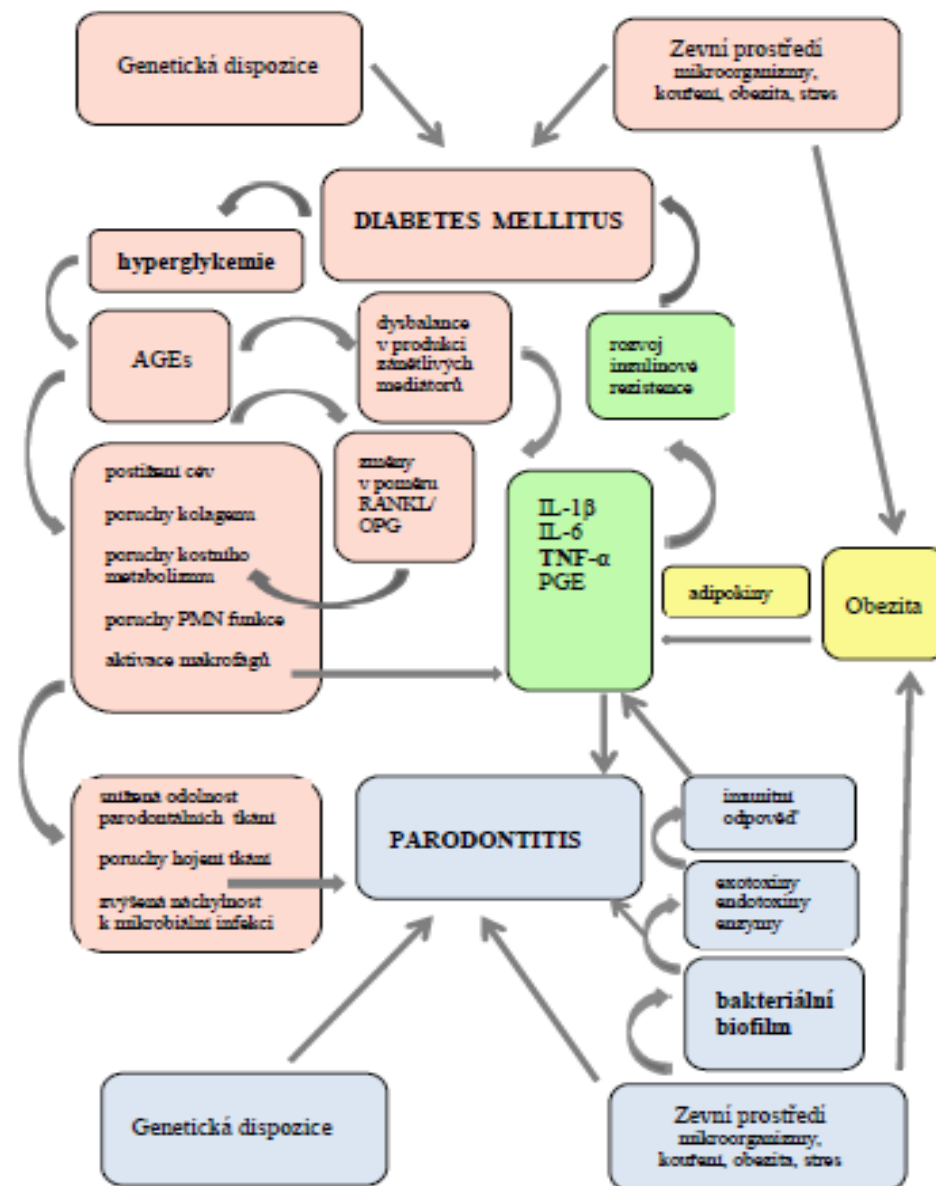 Genetická dispozice
Zevní prostředí
mikroorganizmy,
kouření, obezita, stres
DIABETES MELLITUS
hyperglykemie
AGEs
dysbalance
v produkci
zánětlivých
mediátorů
rozvoj
inzulinové
rezistence
postižení cév
poruchy kolagenu
poruchy kostního
metabolizmu
poruchy PMN funkce
aktivace makrofágů
změny
v poměru
RANKL/
OPG
IL-1β
IL-6
TNF-α
PGE
adipokiny
Obezita
snížená odolnost
parodontálních tkání
poruchy hojení tkání
zvýšená náchylnost
k mikrobiální infekci
PARODONTITIS
imunitní
odpověď
exotoxiny
endotoxiny
enzymy
bakteriální
biofilm
Genetická dispozice
Zevní prostředí
mikroorganizmy,
kouření, obezita, stres